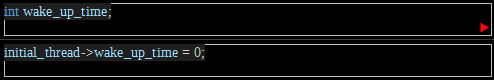 int wake_up_time;
initial_thread->wake_up_time = 0;